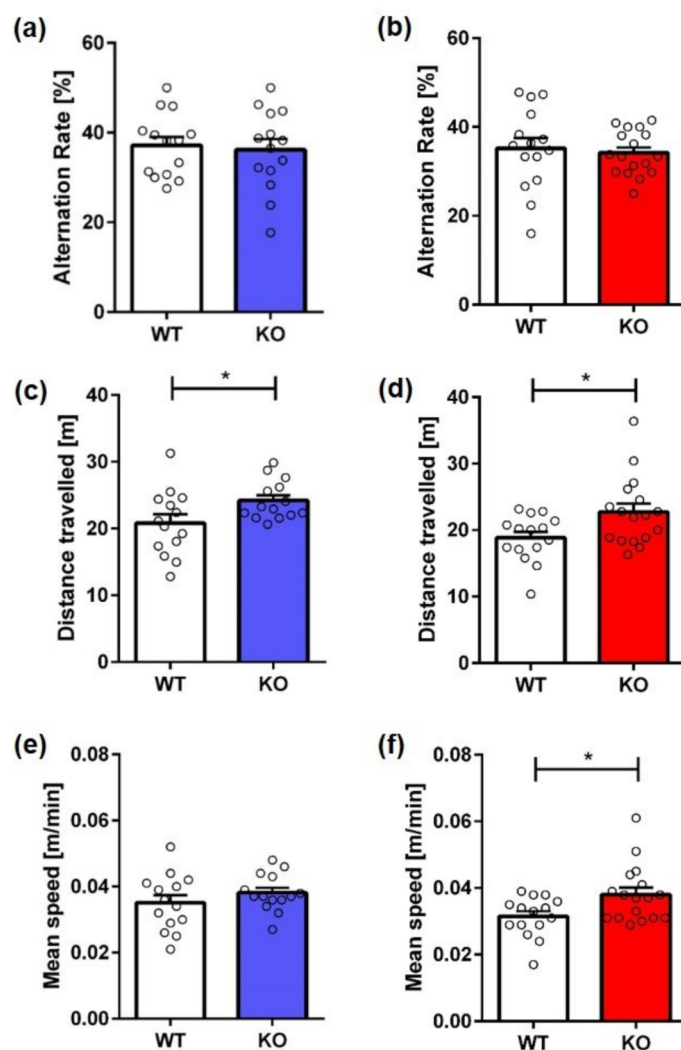 (a)
Alternation Rate [%]
60
40
20
0
WT KO
(b)
Alternation Rate [%]
60
40
20
0
WT KO
(c)
Distance travelled [m]
40
30
20
10
0
*
WT KO
(d)
Distance travelled [m]
40
30
20
10
0
*
WT KO
(e)
Mean speed [m/min]
0.08
0.06
0.04
0.02
0.00
WT KO
(f)
Mean speed [m/min]
0.08
0.06
0.04
0.02
0.00
*
WT KO